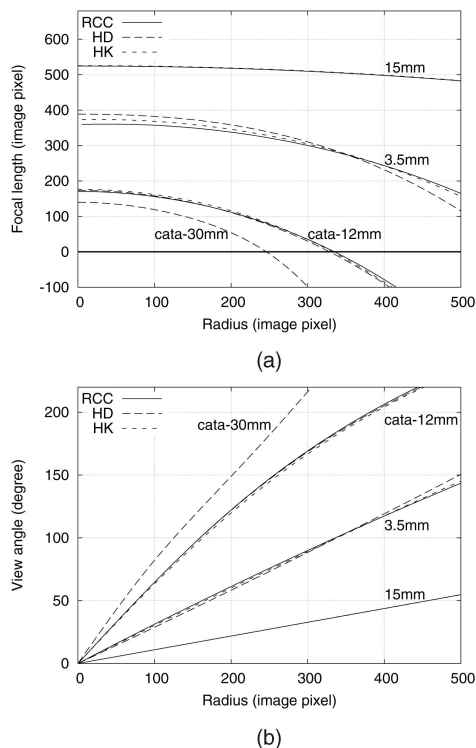 RCC
HD
HK
680
600
500
400
300
200
100
0
-100
Focal length (image pixel)
15mm
3.5mm
cata-30mm
cata-12mm
0 100 200 300 400 500
Radius (image pixel)
(a)
RCC
HD
HK
200
150
100
50
0
View angle (degree)
cata-30mm
cata-12mm
3.5mm
15mm
0 100 200 300 400 500
Radius (image pixel)
(b)